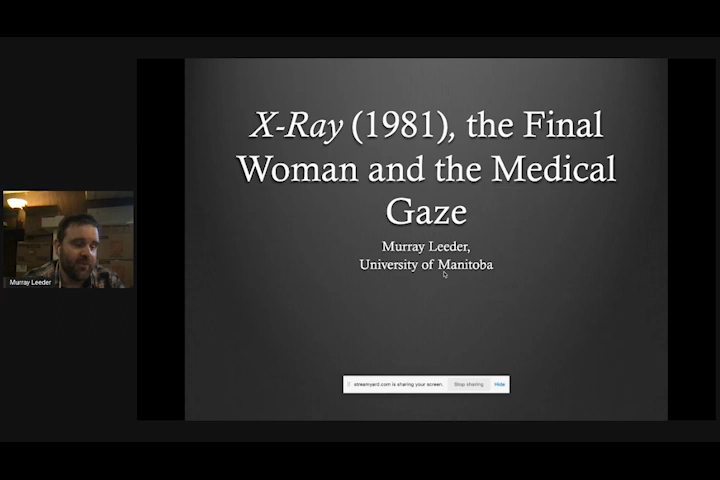 X-Ray (1981), the Final
Woman and the Medical
Gaze
Murray Leeder,
University of Manitoba
Murray Leeder
streamyard.com is sharing your screen.
Stop sharing
Hide